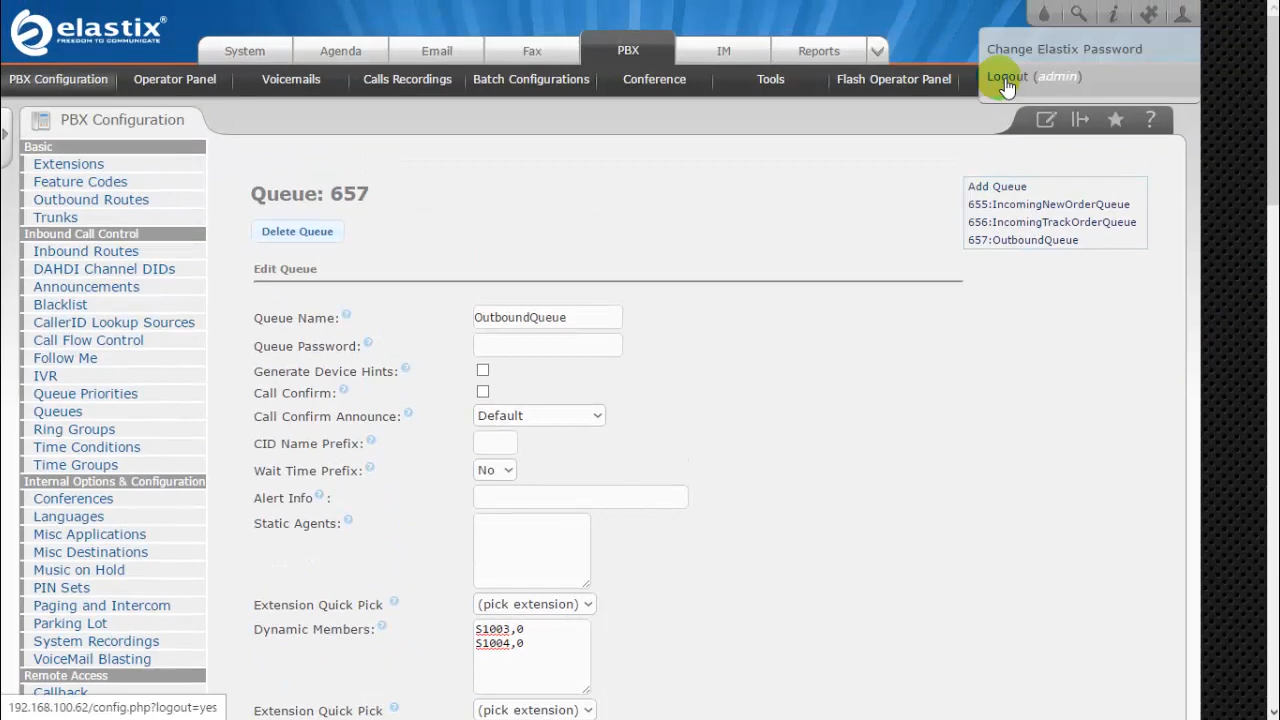 elastix
FREEDOM TO COMMUNICATE
System
Agenda
Email
Fax
PBX
IM
Reports
Change Elastix Password
Logout (admin)
PBX Configuration
Operator Panel
Voicemails
Calls Recordings
Batch Configurations
Conference
Tools
Flash Operator Panel
PBX Configuration
Basic
Extensions
Feature Codes
Outbound Routes
Trunks
Inbound Call Control
Inbound Routes
DAHDI Channel DIDs
Announcements
Blacklist
CallerID Lookup Sources
Call Flow Control
Follow Me
IVR
Queue Priorities
Queues
Ring Groups
Time Conditions
Time Groups
Internal Options & Configuration
Conferences
Languages
Misc Applications
Misc Destinations
Music on Hold
PIN Sets
Paging and Intercom
Parking Lot
System Recordings
VoiceMail Blasting
Remote Access
Callback
Queue: 657
Delete Queue
Add Queue
655:IncomingNewOrderQueue
656:IncomingTrackOrderQueue
657:OutboundQueue
Edit Queue
Queue Name: OutboundQueue
Queue Password:
Generate Device Hints:
Call Confirm:
Call Confirm Announce: Default
CID Name Prefix:
Wait Time Prefix: No
Alert Info :
Static Agents:
Extension Quick Pick (pick extension)
Dynamic Members: S1003,0
S1004,0
Extension Quick Pick (pick extension)
192.168.100.62/config.php?logout=yes